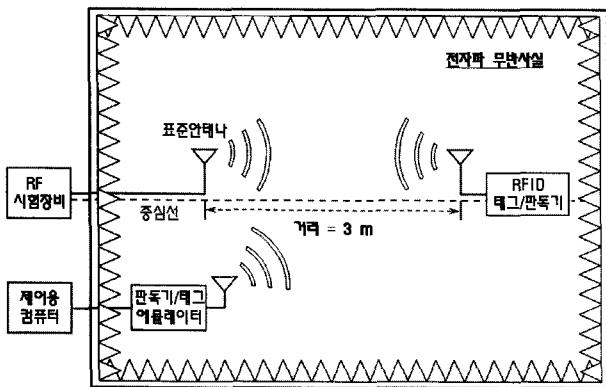 전자파 무반사실
표준안테나
RF
시험장비
RFID
태그/판독기
중심선
거리 = 3 m
제어용
컴퓨터
판독기/태그
에뮬레이터